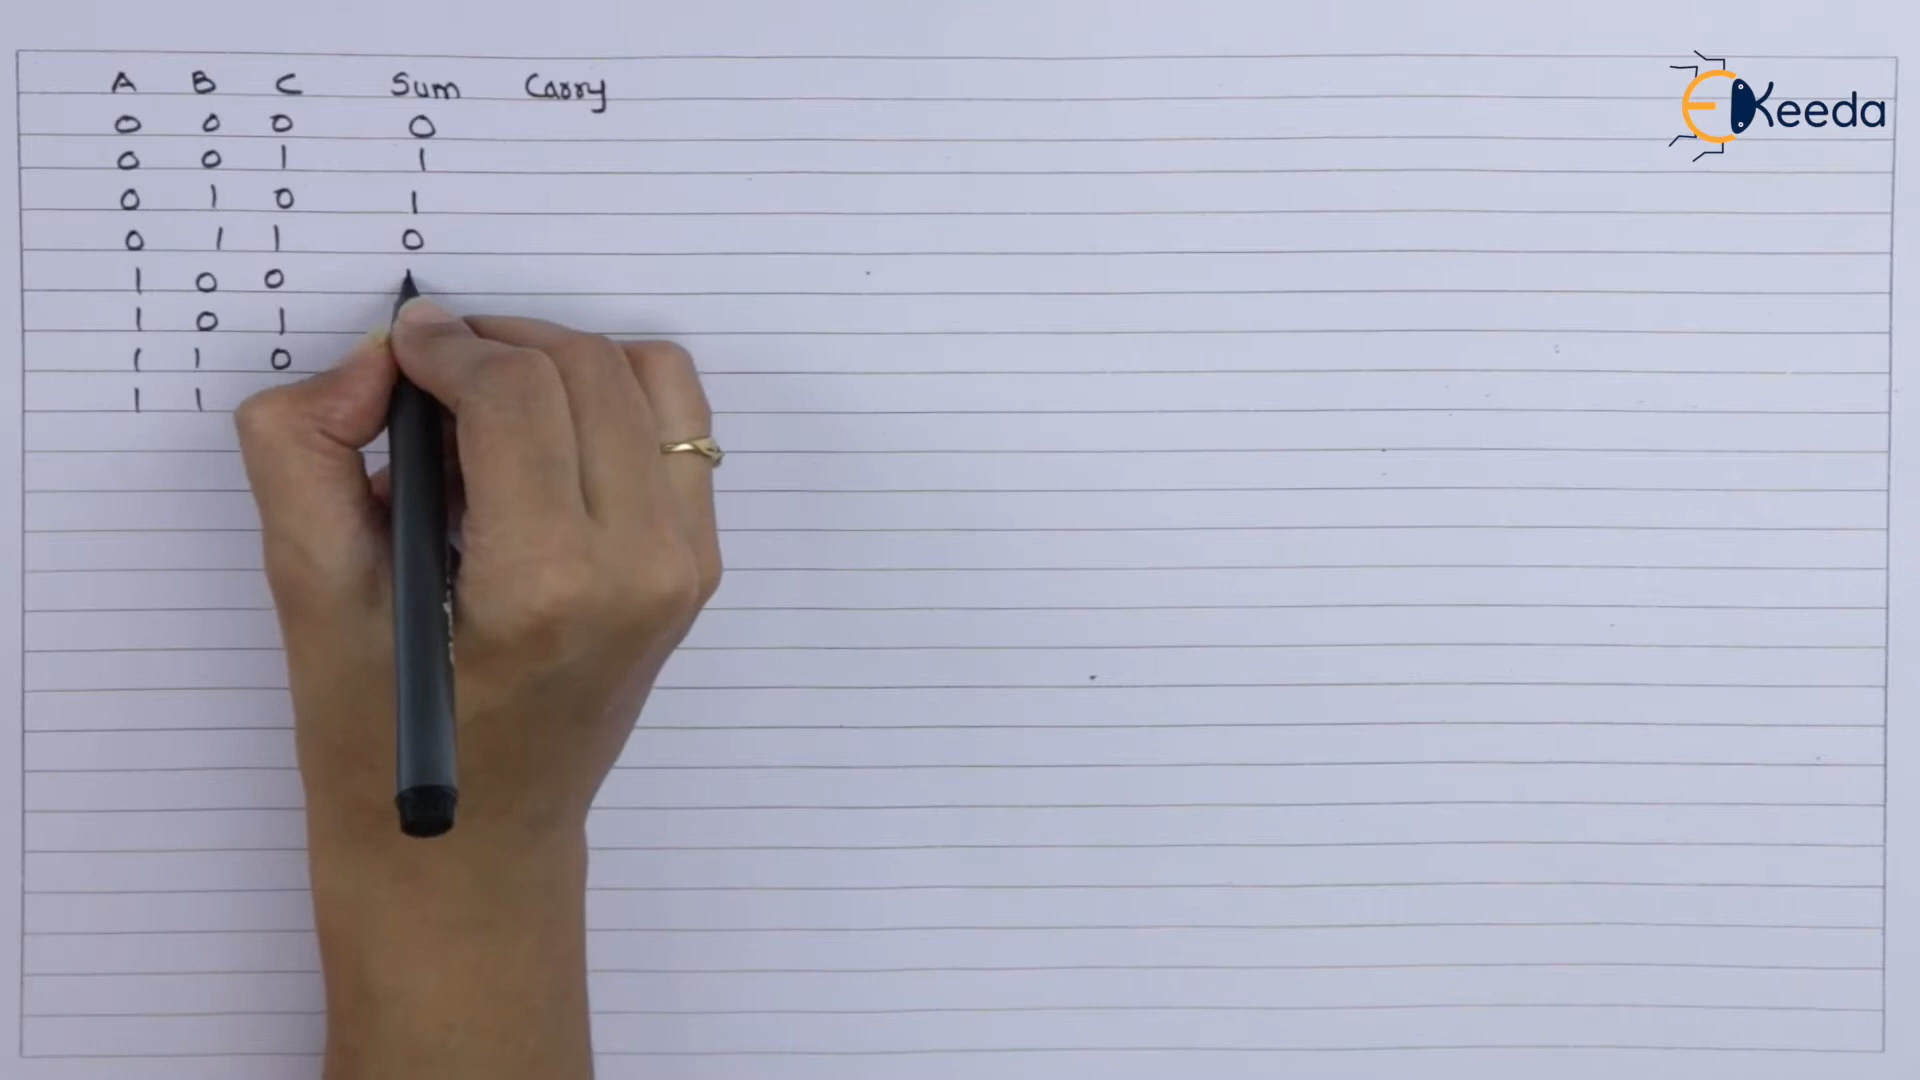 A B C Sum Carry
0 0 0 0
0 0 1 1
0 1 0 1
0 1 1 0
1 0 0
1 0 1
1 1 0
1 1
EKeeda